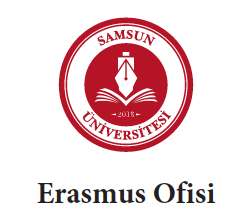 SAMSUN
2018
ÜNİVERSİTESİ
Erasmus Ofisi